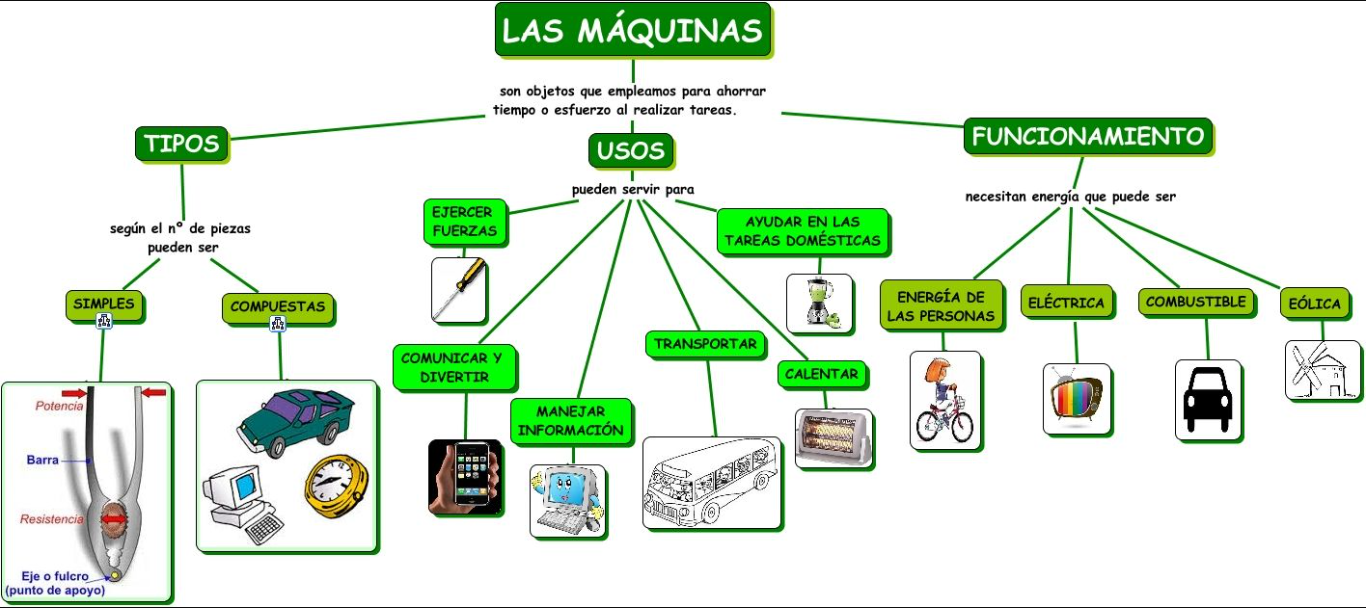 LAS MÁQUINAS
son objetos que empleamos para ahorrar
tiempo o esfuerzo al realizar tareas.
TIPOS
según el nº de piezas
pueden ser
SIMPLES
Potencia
Barra
Resistencia
Eje o fulcro
(punto de apoyo)
COMPUESTAS
USOS
pueden servir para
EJERCER
FUERZAS
COMUNICAR Y
DIVERTIR
MANEJAR
INFORMACIÓN
TRANSPORTAR
CALENTAR
AYUDAR EN LAS
TAREAS DOMÉSTICAS
FUNCIONAMIENTO
necesitan energía que puede ser
ENERGÍA DE
LAS PERSONAS
ELÉCTRICA
COMBUSTIBLE
EÓLICA